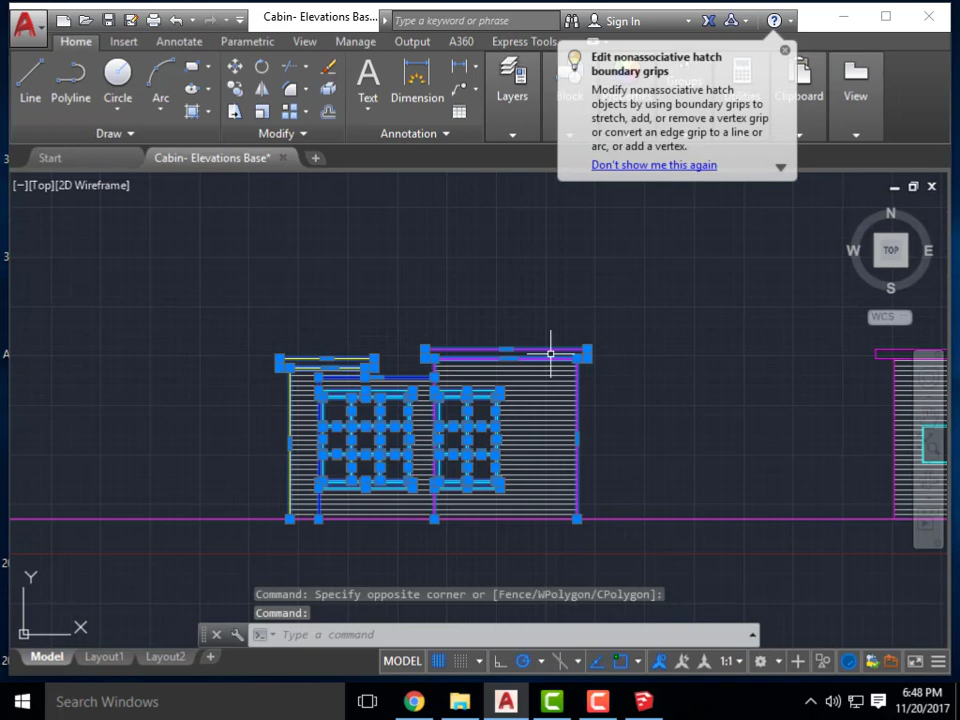 Cabin- Elevations Bas...
Type a keyword or phrase
Sign In
Home
Insert
Annotate
Parametric
View
Manage
Output
A360
Express Tools
Line
Polyline
Circle
Arc
Text
Dimension
Layers
Clipboard
View
Draw
Modify
Annotation
Edit nonassociative hatch
boundary grips
Modify nonassociative hatch
objects by using boundary grips to
stretch, add, or remove a vertex grip
or convert an edge grip to a line or
arc, or add a vertex.
Don't show me this again
Start
Cabin- Elevations Base*
[−][Top][2D Wireframe]
N
W
TOP
E
S
WCS
Y
X
Command: Specify opposite corner or [Fence/WPolygon/CPolygon]:
Command:
Type a command
Model
Layout1
Layout2
MODEL
1:1
Search Windows
6:48 PM
11/20/2017